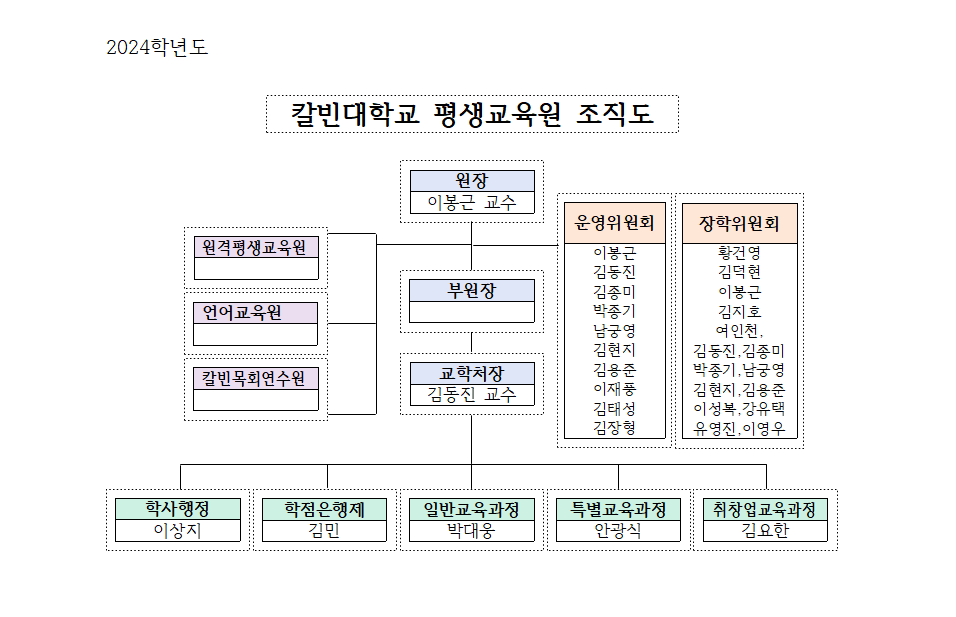 2024학년도
칼빈대학교 평생교육원 조직도
원장
이봉근 교수
운영위원회
이봉근
김동진
김종미
박종기
남궁영
김현지
김용준
이재풍
김태성
김장형
장학위원회
황건영
김덕현
이봉근
김지호
여인천,
김동진,김종미
박종기,남궁영
김현지,김용준
이성복,강유택
유영진,이영우
원격평생교육원
언어교육원
칼빈목회연수원
부원장
교학처장
김동진 교수
학사행정
이상지
학점은행제
김민
일반교육과정
박대웅
특별교육과정
안광식
취창업교육과정
김요한